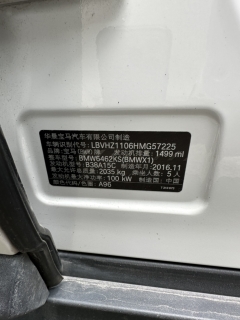 华晨宝马汽车有限公司制造
车辆识别代号: LBVHZ1106HMG57225
品牌: 宝马(BMW)牌 发动机排量: 1499 ml
整车型号: BMW6462KS(BMWX1)
发动机型号: B38A15C 制造年月: 2016.11
最大允许总质量: 2035 kg 乘坐人数: 5 人
发动机最大净功率: 100 kW 制造国: 中国
颜色代码: A96